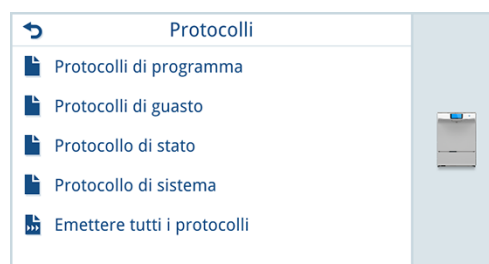 Protocolli
Protocolli di programma
Protocolli di guasto
Protocollo di stato
Protocollo di sistema
Emettere tutti i protocolli